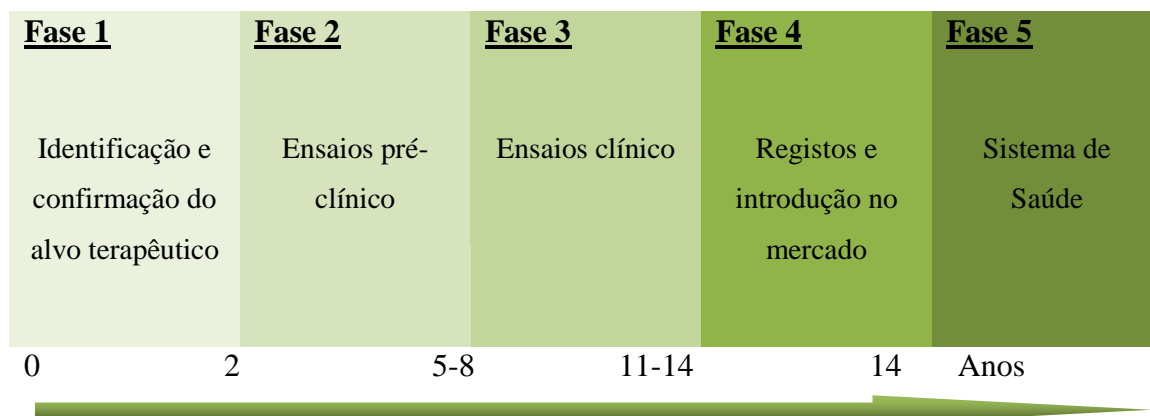 Fase 1
Fase 2
Fase 3
Fase 4
Fase 5
Identificação e
confirmação do
alvo terapêutico
Ensaios pré-
clínico
Ensaios clínico
Registos e
introdução no
mercado
Sistema de
Saúde
0
2
5-8
11-14
14
Anos